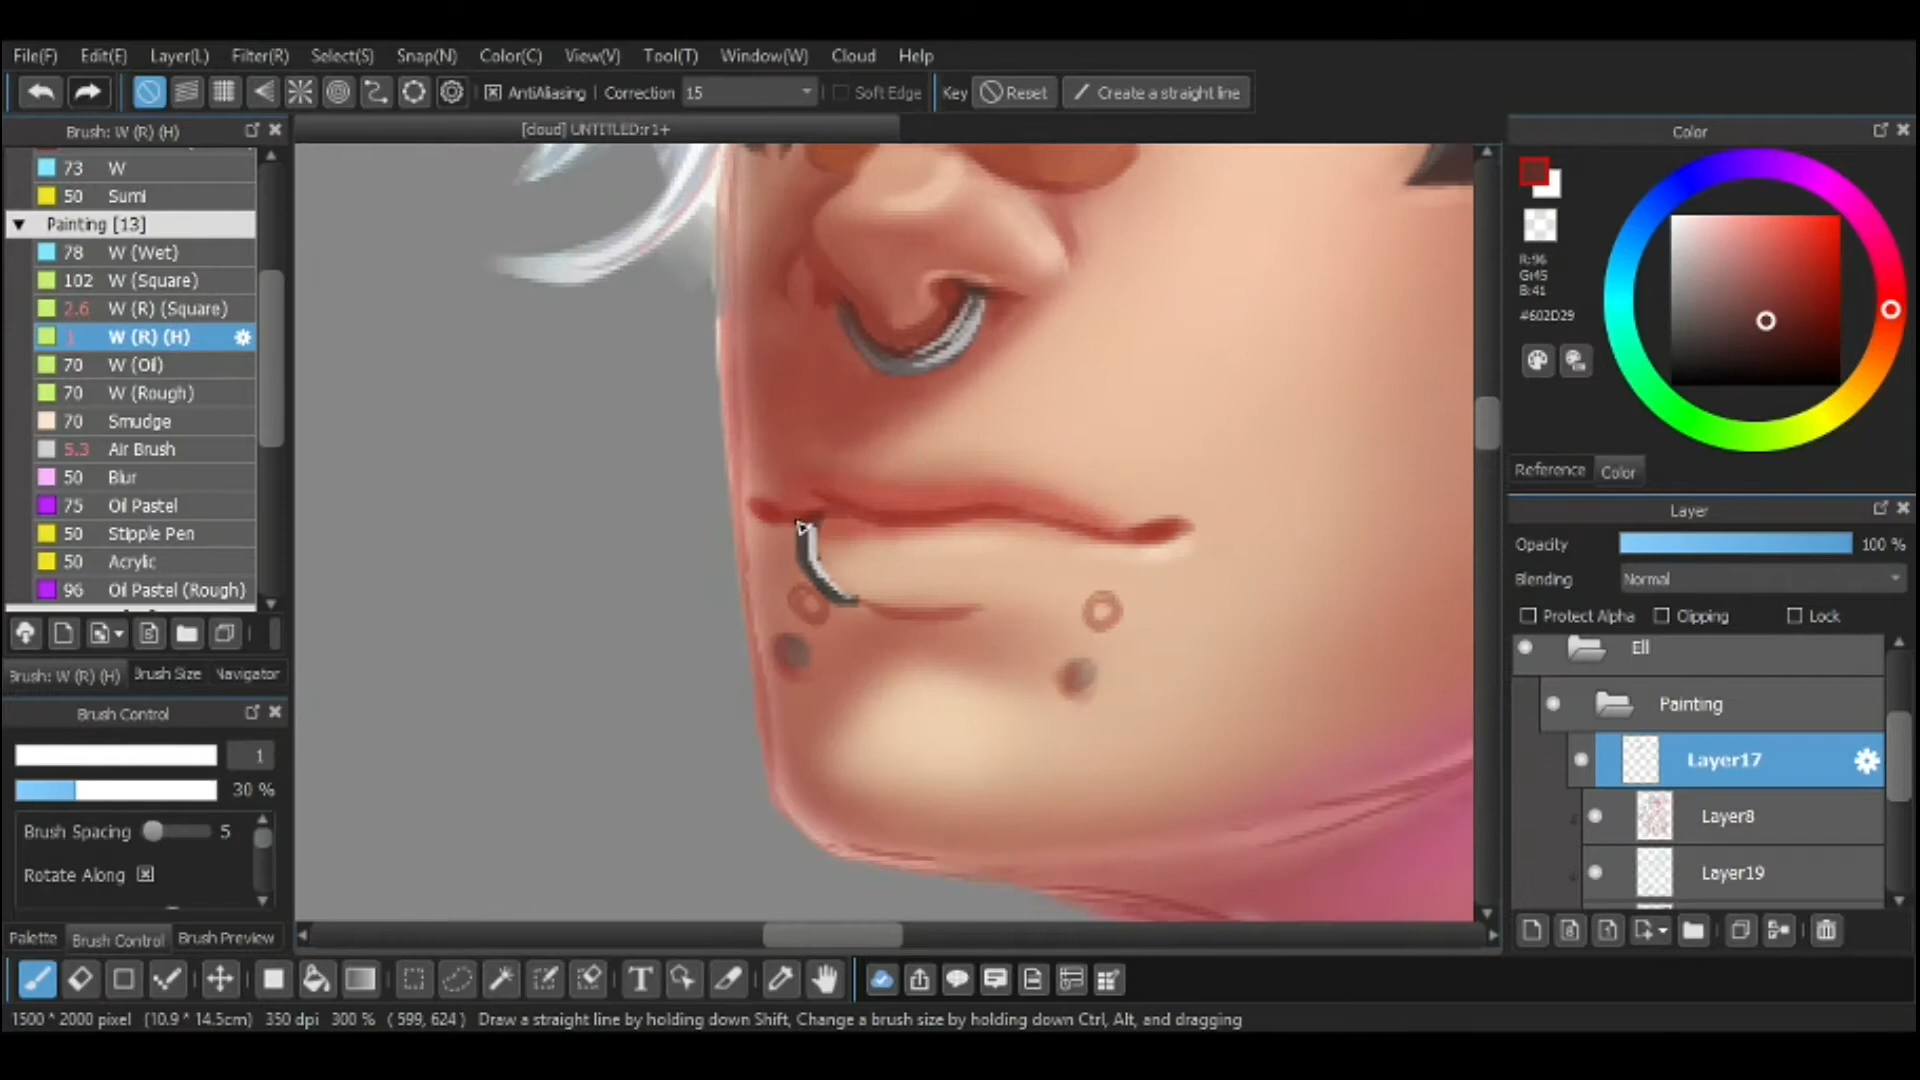 File(F) Edit(E) Layer(L) Filter(R) Select(S) Snap(N) Color(C) View(V) Tool(T) Window(W) Cloud Help
AntiAliasing Correction 15 Soft Edge Key Reset Create a straight line
Brush: W (R) (H)
[cloud] UNTITLED:r1+
73 W
50 Sumi
Painting [13]
78 W (Wet)
102 W (Square)
2.6 W (R) (Square)
1 W (R) (H)
70 W (Oil)
70 W (Rough)
70 Smudge
5.3 Air Brush
50 Blur
75 Oil Pastel
50 Stipple Pen
50 Acrylic
96 Oil Pastel (Rough)
Brush: W (R) (H) Brush Size Navigator
Brush Control
1
30 %
Brush Spacing 5
Rotate Along
Palette Brush Control Brush Preview
Color
R:96
G:45
B:41
#602D29
Reference Color
Layer
Opacity 100 %
Blending Normal
Protect Alpha Clipping Lock
Ell
Painting
Layer17
Layer8
Layer19
T
1500 * 2000 pixel (10.9 * 14.5cm) 350 dpi 300 % ( 599, 624 ) Draw a straight line by holding down Shift, Change a brush size by holding down Ctrl, Alt, and dragging